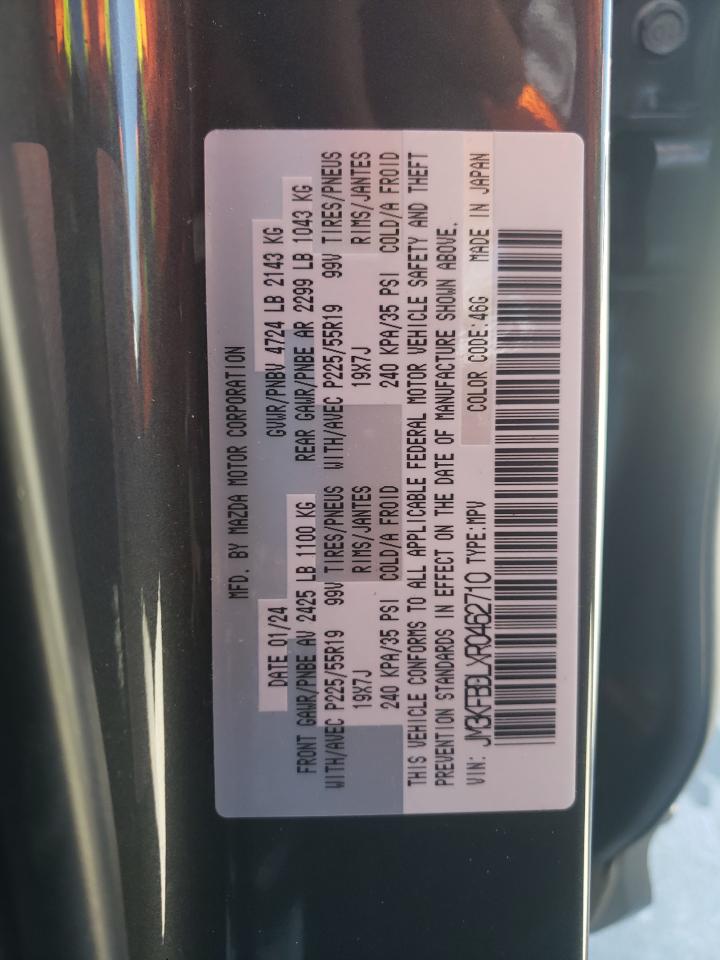 MFD. BY MAZDA MOTOR CORPORATION
DATE 01/24 GVWR/PNBV 4724 LB 2143 KG
FRONT GAWR/PNBE AV 2425 LB 1100 KG REAR GAWR/PNBE AR 2299 LB 1043 KG
WITH/AVEC P225/55R19 99V TIRES/PNEUS WITH/AVEC P225/55R19 99V TIRES/PNEUS
19X7J RIMS/JANTES 19X7J RIMS/JANTES
240 KPA/35 PSI COLD/A FROID 240 KPA/35 PSI COLD/A FROID
THIS VEHICLE CONFORMS TO ALL APPLICABLE FEDERAL MOTOR VEHICLE SAFETY AND THEFT
PREVENTION STANDARDS IN EFFECT ON THE DATE OF MANUFACTURE SHOWN ABOVE.
VIN: JM3KFBDLXR0462710 TYPE:MPV COLOR CODE:46G MADE IN JAPAN